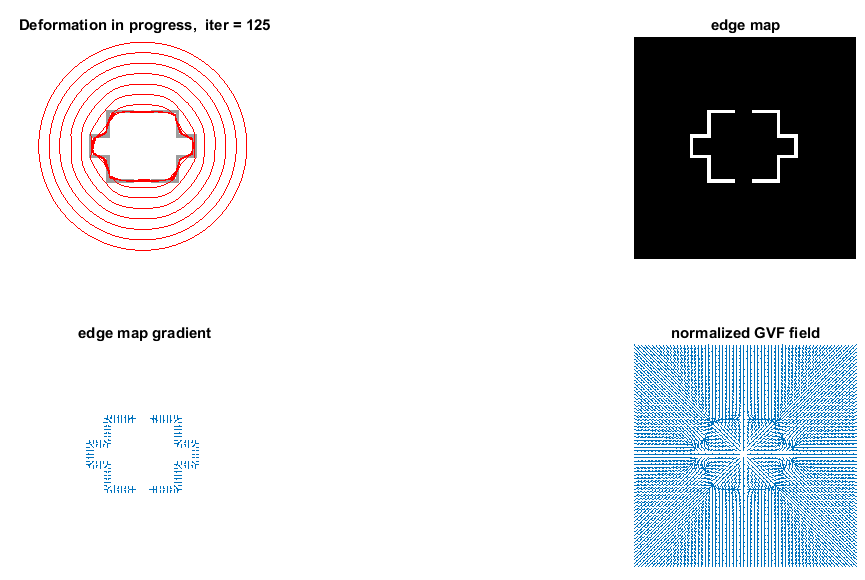 Deformation in progress,  iter = 125
edge map
edge map gradient
normalized GVF field